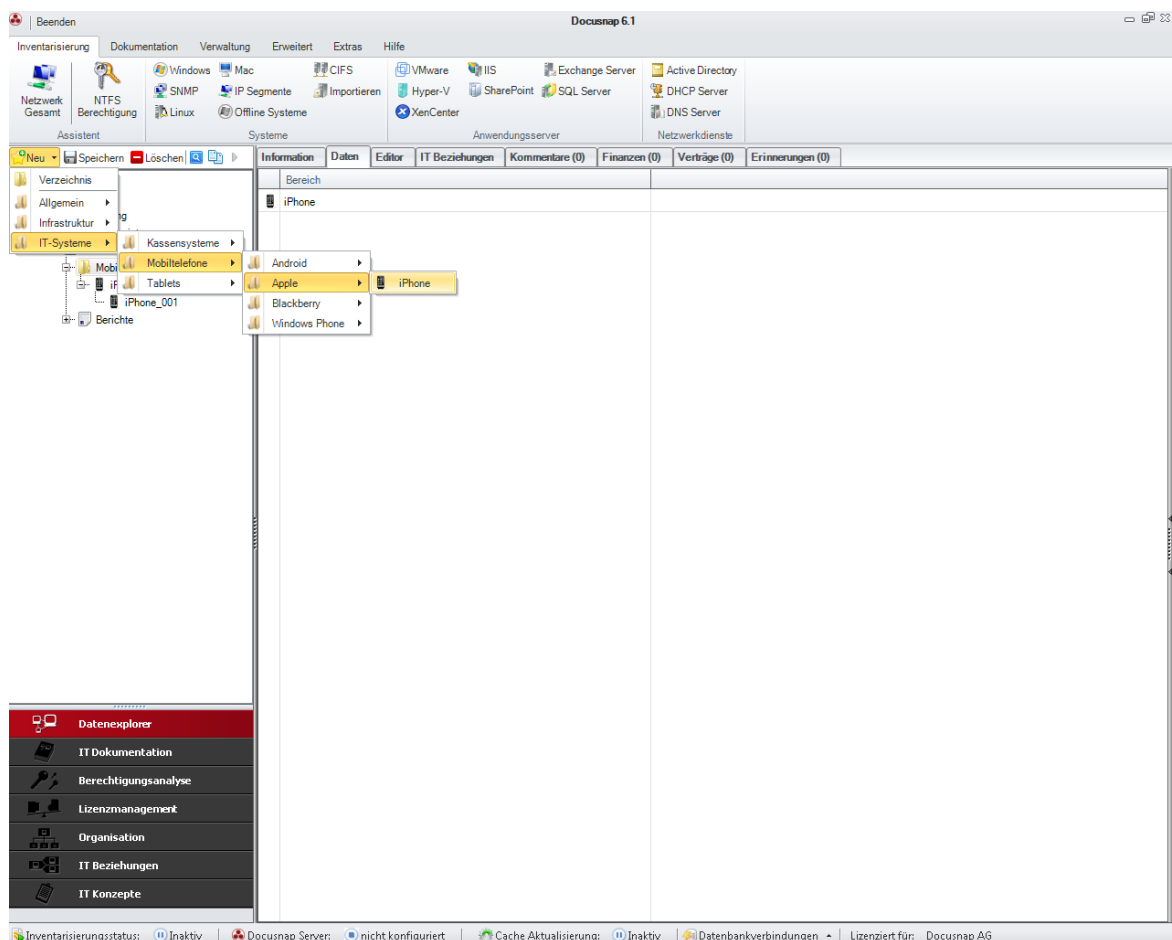 Beenden
Docusnap 6.1
Inventarisierung Dokumentation Verwaltung Erweitert Extras Hilfe
Netzwerk Gesamt
NTFS Berechtigung
Windows Mac CIFS
SNMP IP Segmente Importieren
Linux Offline Systeme
VMware IIS Exchange Server
Hyper-V SharePoint SQL Server
XenCenter
Active Directory
DHCP Server
DNS Server
Assistent Systeme Anwendungsserver Netzwerkdienste
Neu Speichern Löschen
Information Daten Editor IT Beziehungen Kommentare (0) Finanzen (0) Verträge (0) Erinnerungen (0)
Verzeichnis
Allgemein
Infrastruktur
IT-Systeme
Kassensysteme
Mobiltelefone
Tablets
Android
Apple
Blackberry
Windows Phone
iPhone
iPhone_001
Berichte
Bereich
iPhone
Datenexplorer
IT Dokumentation
Berechtigungsanalyse
Lizenzmanagement
Organisation
IT Beziehungen
IT Konzepte
Inventarisierungsstatus: Inaktiv Docusnap Server: nicht konfiguriert Cache Aktualisierung: Inaktiv Datenbankverbindungen Lizenziert für: Docusnap AG